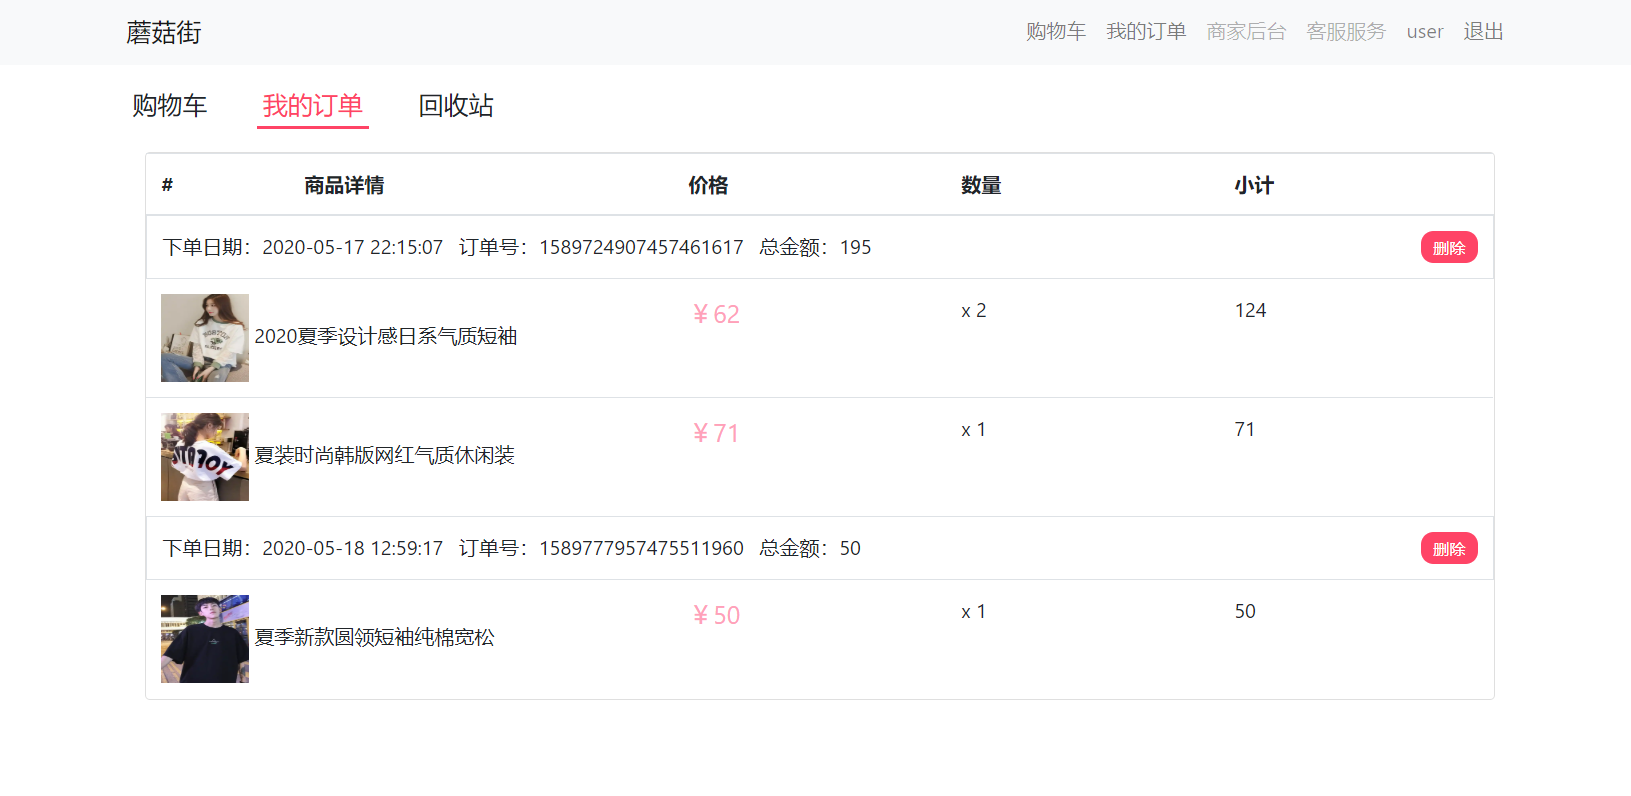 蘑菇街 购物车 我的订单 商家后台 客服服务 user 退出
购物车 我的订单 回收站
# 商品详情 价格 数量 小计
下单日期：2020-05-17 22:15:07 订单号：1589724907457461617 总金额：195 删除
2020夏季设计感日系气质短袖 ¥ 62 x 2 124
夏装时尚韩版网红气质休闲装 ¥ 71 x 1 71
下单日期：2020-05-18 12:59:17 订单号：1589777957475511960 总金额：50 删除
夏季新款圆领短袖纯棉宽松 ¥ 50 x 1 50